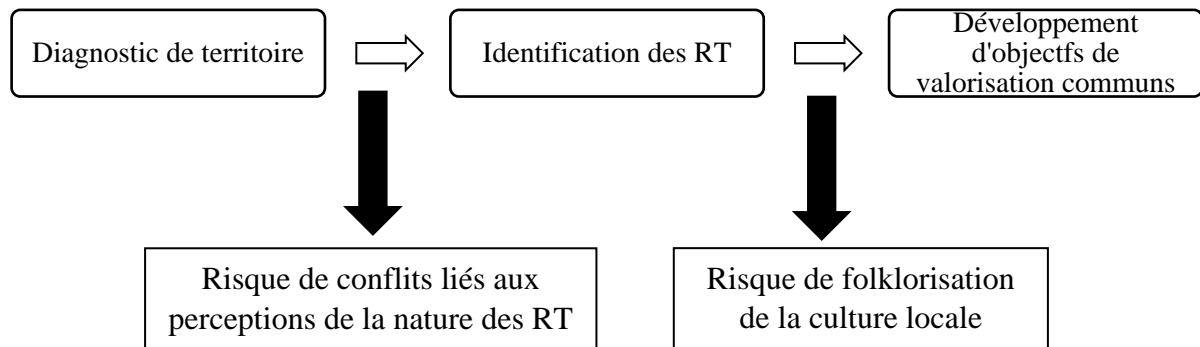 Diagnostic de territoire
Identification des RT
Développement
d'objectfs de
valorisation communs
Risque de conflits liés aux
perceptions de la nature des RT
Risque de folklorisation
de la culture locale